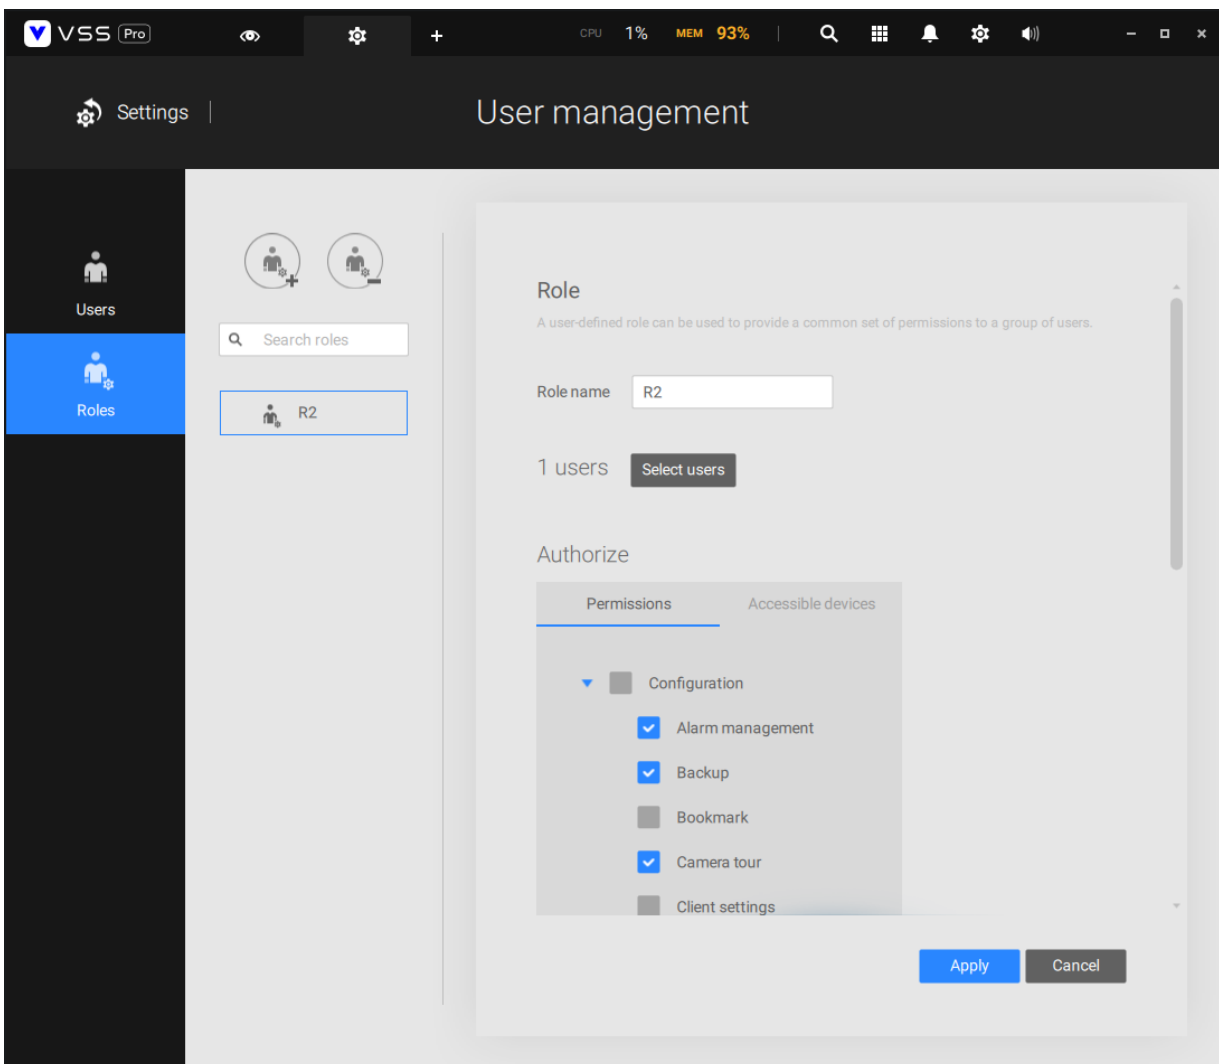 VSS Pro
CPU 1% MEM 93%
Settings
User management
Users
Roles
Search roles
R2
Role
A user-defined role can be used to provide a common set of permissions to a group of users.
Role name R2
1 users Select users
Authorize
Permissions Accessible devices
Configuration
Alarm management
Backup
Bookmark
Camera tour
Client settings
Apply Cancel